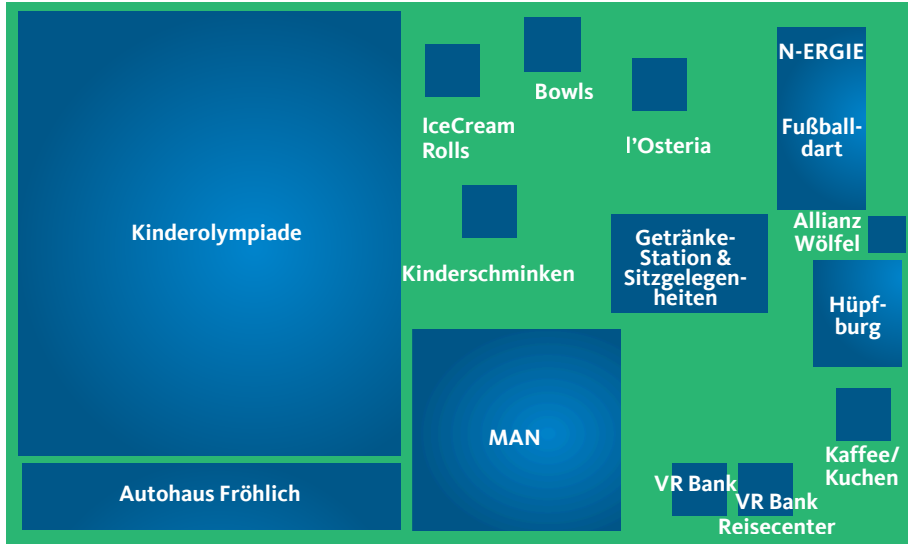 Bowls
IceCream
Rolls
l'Osteria
N-ERGIE
Fußball-
dart
Kinderolympiade
Kinderschminken
Getränke-
Station &
Sitzgelegen-
heiten
Allianz
Wölfel
Hüpf-
burg
MAN
Kaffee/
Kuchen
Autohaus Fröhlich
VR Bank
VR Bank
Reisecenter